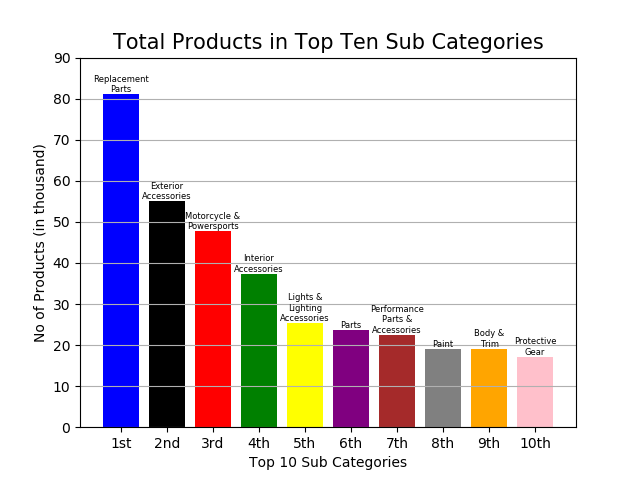 Total Products in Top Ten Sub Categories
No of Products (in thousand)
90
80
70
60
50
40
30
20
10
0
Replacement
Parts
Exterior
Accessories
Motorcycle &
Powersports
Interior
Accessories
Lights &
Lighting
Accessories
Parts
Performance
Parts &
Accessories
Paint
Body &
Trim
Protective
Gear
1st 2nd 3rd 4th 5th 6th 7th 8th 9th 10th
Top 10 Sub Categories